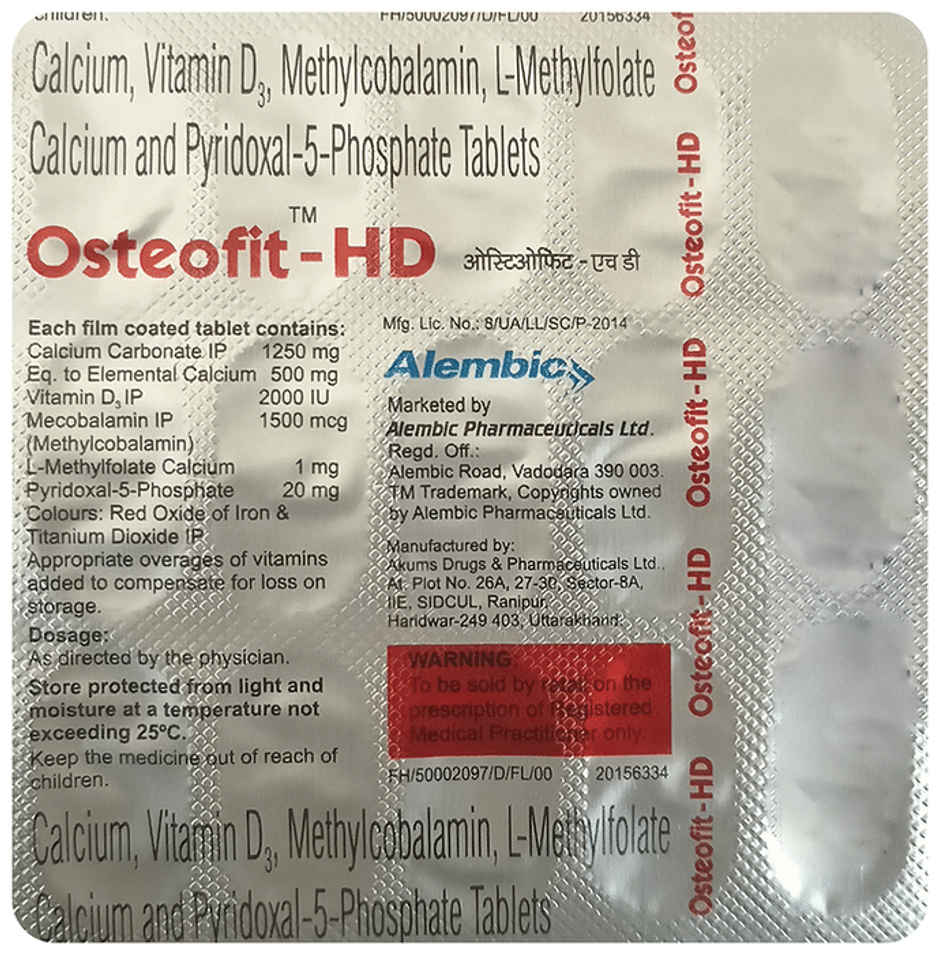 children.
FH/50002097/D/FL/00 20156334
Calcium, Vitamin D3, Methylcobalamin, L-Methylfolate
Calcium and Pyridoxal-5-Phosphate Tablets
Osteofit-HD™
ओस्टिओफिट - एच डी
Each film coated tablet contains:
Calcium Carbonate IP 1250 mg
Eq. to Elemental Calcium 500 mg
Vitamin D3 IP 2000 IU
Mecobalamin IP 1500 mcg
(Methylcobalamin)
L-Methylfolate Calcium 1 mg
Pyridoxal-5-Phosphate 20 mg
Colours: Red Oxide of Iron &
Titanium Dioxide IP
Appropriate overages of vitamins
added to compensate for loss on
storage.
Dosage:
As directed by the physician.
Store protected from light and
moisture at a temperature not
exceeding 25°C.
Keep the medicine out of reach of
children.
Mfg. Lic. No.: 8/UA/LL/SC/P-2014
Alembic
Marketed by
Alembic Pharmaceuticals Ltd.
Regd. Off.:
Alembic Road, Vadodara 390 003.
TM Trademark, Copyrights owned
by Alembic Pharmaceuticals Ltd.
Manufactured by:
Akums Drugs & Pharmaceuticals Ltd.,
At. Plot No. 26A, 27-30, Sector-8A,
IIE, SIDCUL, Ranipur,
Haridwar-249 403, Uttarakhand.
WARNING:
To be sold by retail on the
prescription of Registered
Medical Practitioner only.
FH/50002097/D/FL/00 20156334
Calcium, Vitamin D3, Methylcobalamin, L-Methylfolate
Calcium and Pyridoxal-5-Phosphate Tablets
Osteof
Osteofit-HD
Osteofit-HD
Osteofit-HD
Osteofit-HD